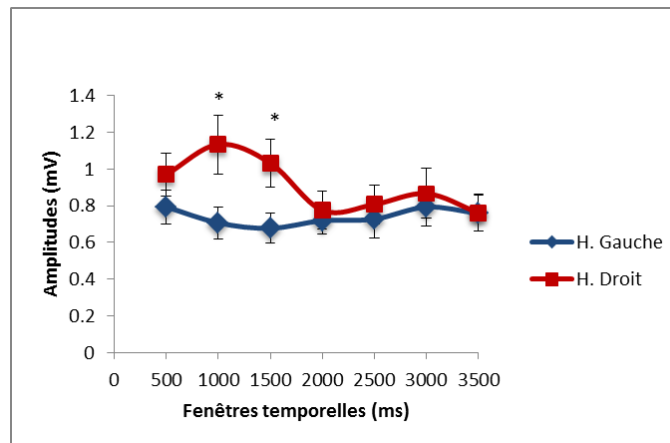 * *
1.4
1.2
1
0.8
0.6
0.4
0.2
0
0 500 1000 1500 2000 2500 3000 3500
Amplitudes (mV)
Fenêtres temporelles (ms)
H. Gauche
H. Droit